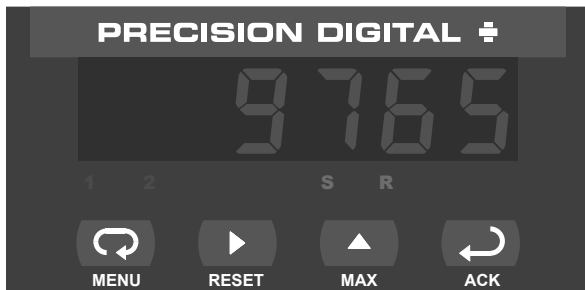 PRECISION DIGITAL
9765
1 2 S R
MENU RESET MAX ACK